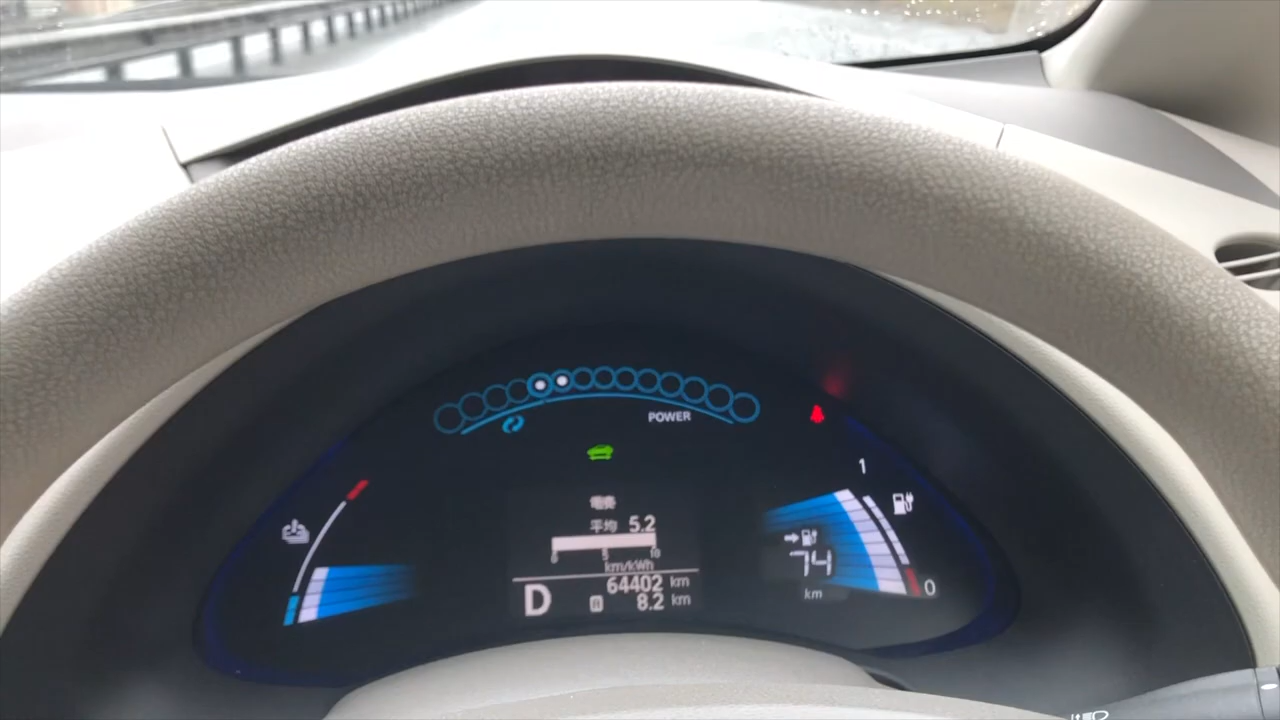 POWER
1
電費
平均 5.2
0 5 10
km/kWh
D
64402 km
A 8.2 km
74
km
0